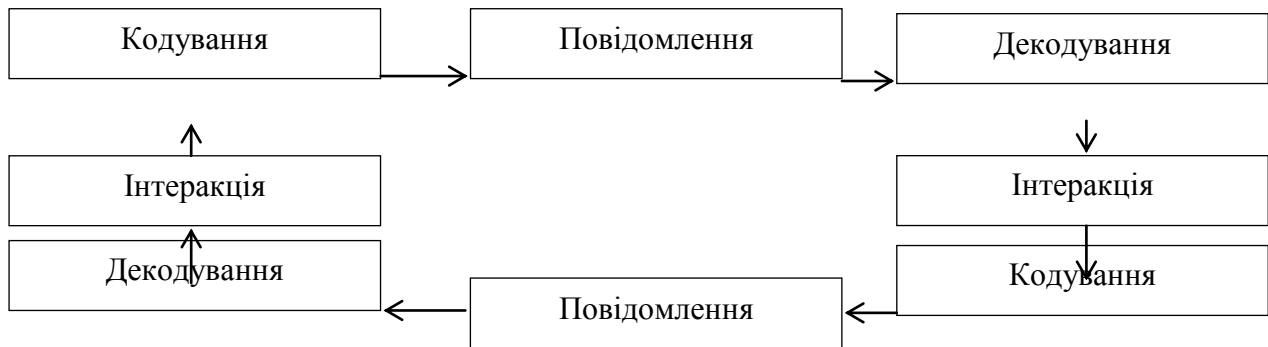 Кодування
Повідомлення
Декодування
Інтеракція
Інтеракція
Декодування
Кодування
Повідомлення